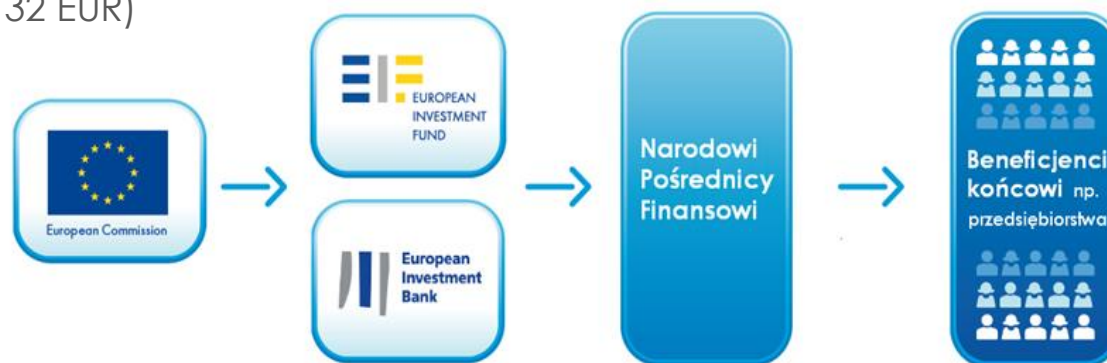 32 EUR)
EUROPEAN
INVESTMENT
FUND
European Commission
European
Investment
Bank
Narodowi
Pośrednicy
Finansowi
Beneficjenci
końcowi np.
przedsiębiorstwa